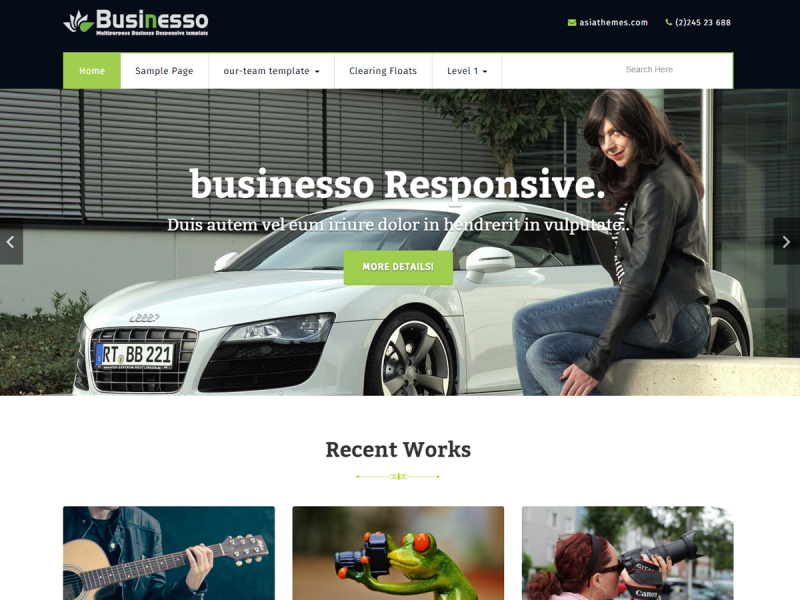 Businesso
Multipurpose Business Responsive template
asiathemes.com
(2)245 23 688
Home
Sample Page
our-team template
Clearing Floats
Level 1
Search Here
businesso Responsive.
Duis autem vel eum iriure dolor in hendrerit in vulputate..
MORE DETAILS!
RT BB 221
Recent Works
DIGITAL
Canon